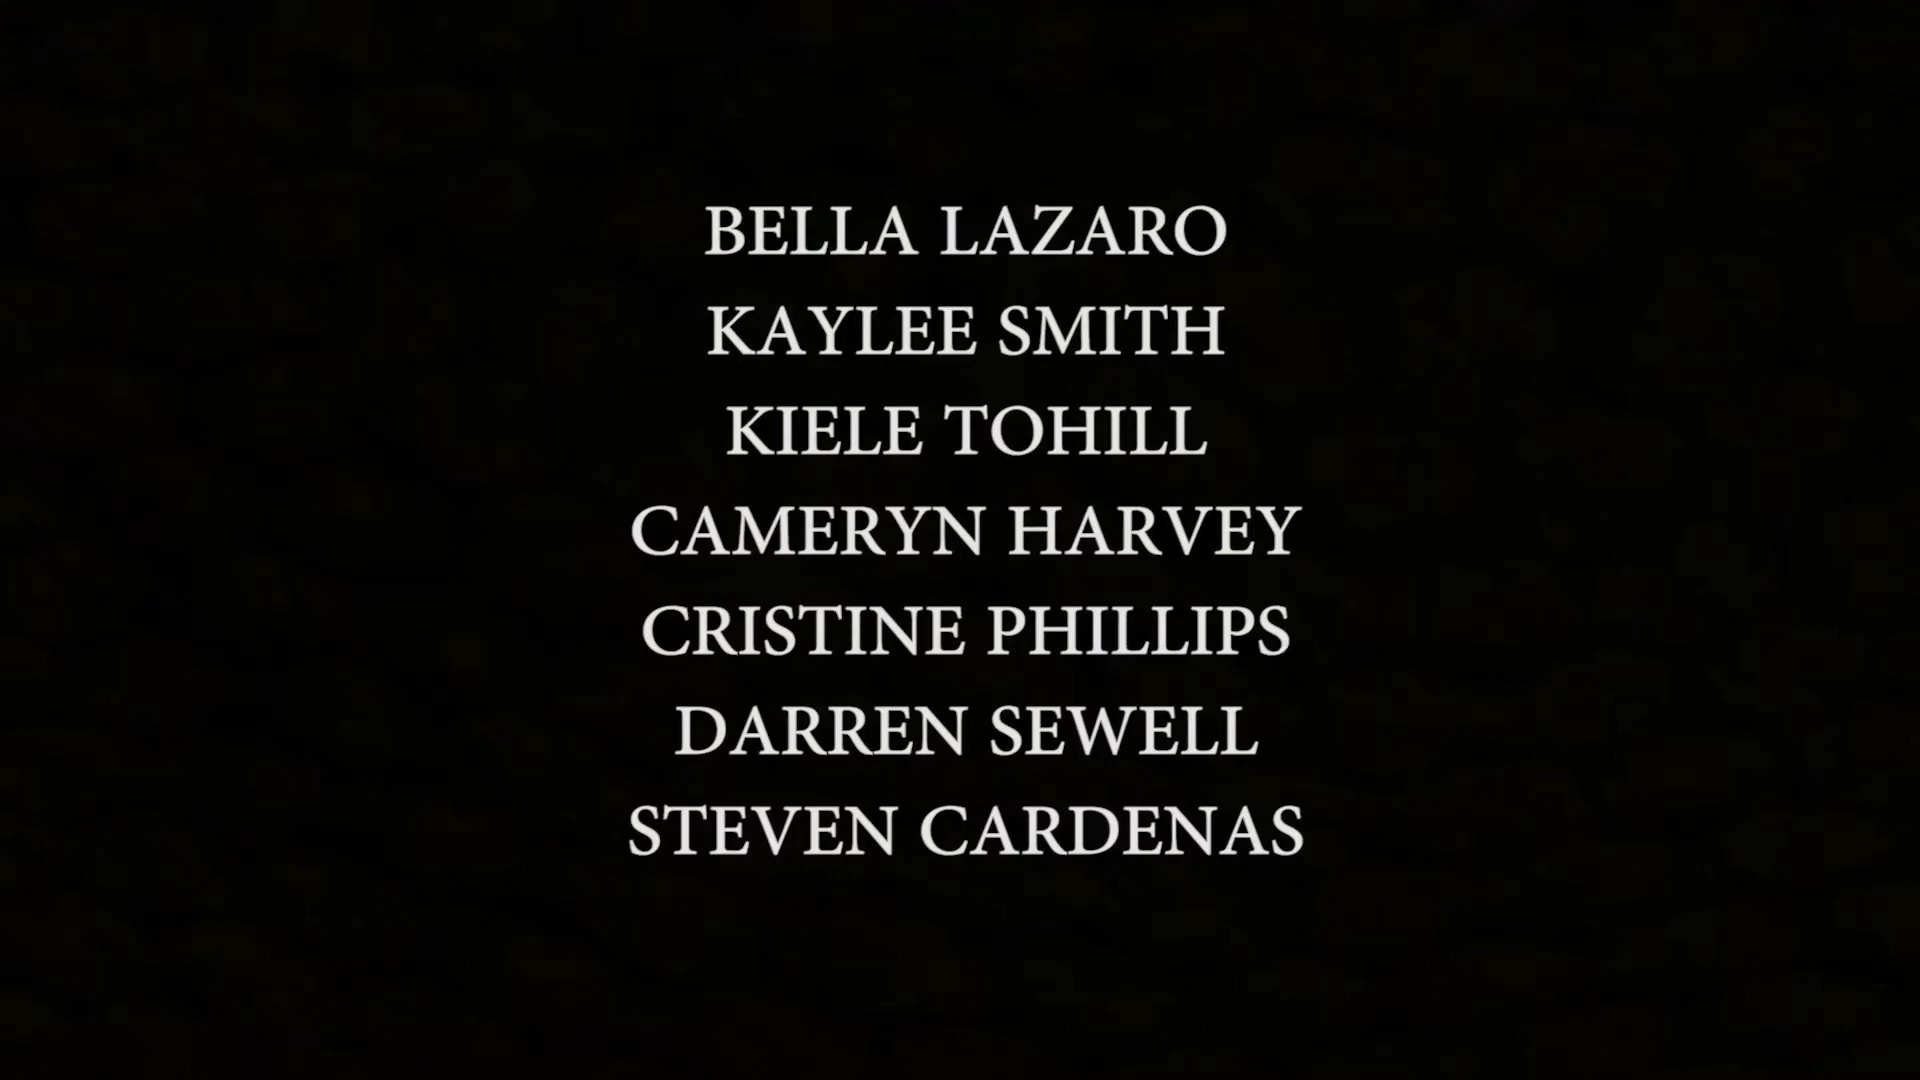 BELLA LAZARO
KAYLEE SMITH
KIELE TOHILL
CAMERYN HARVEY
CRISTINE PHILLIPS
DARREN SEWELL
STEVEN CARDENAS